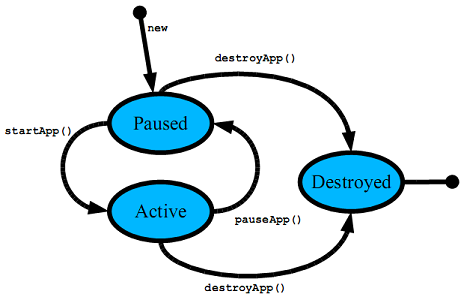 new
destroyApp()
Paused
startApp()
Destroyed
Active
pauseApp()
destroyApp()